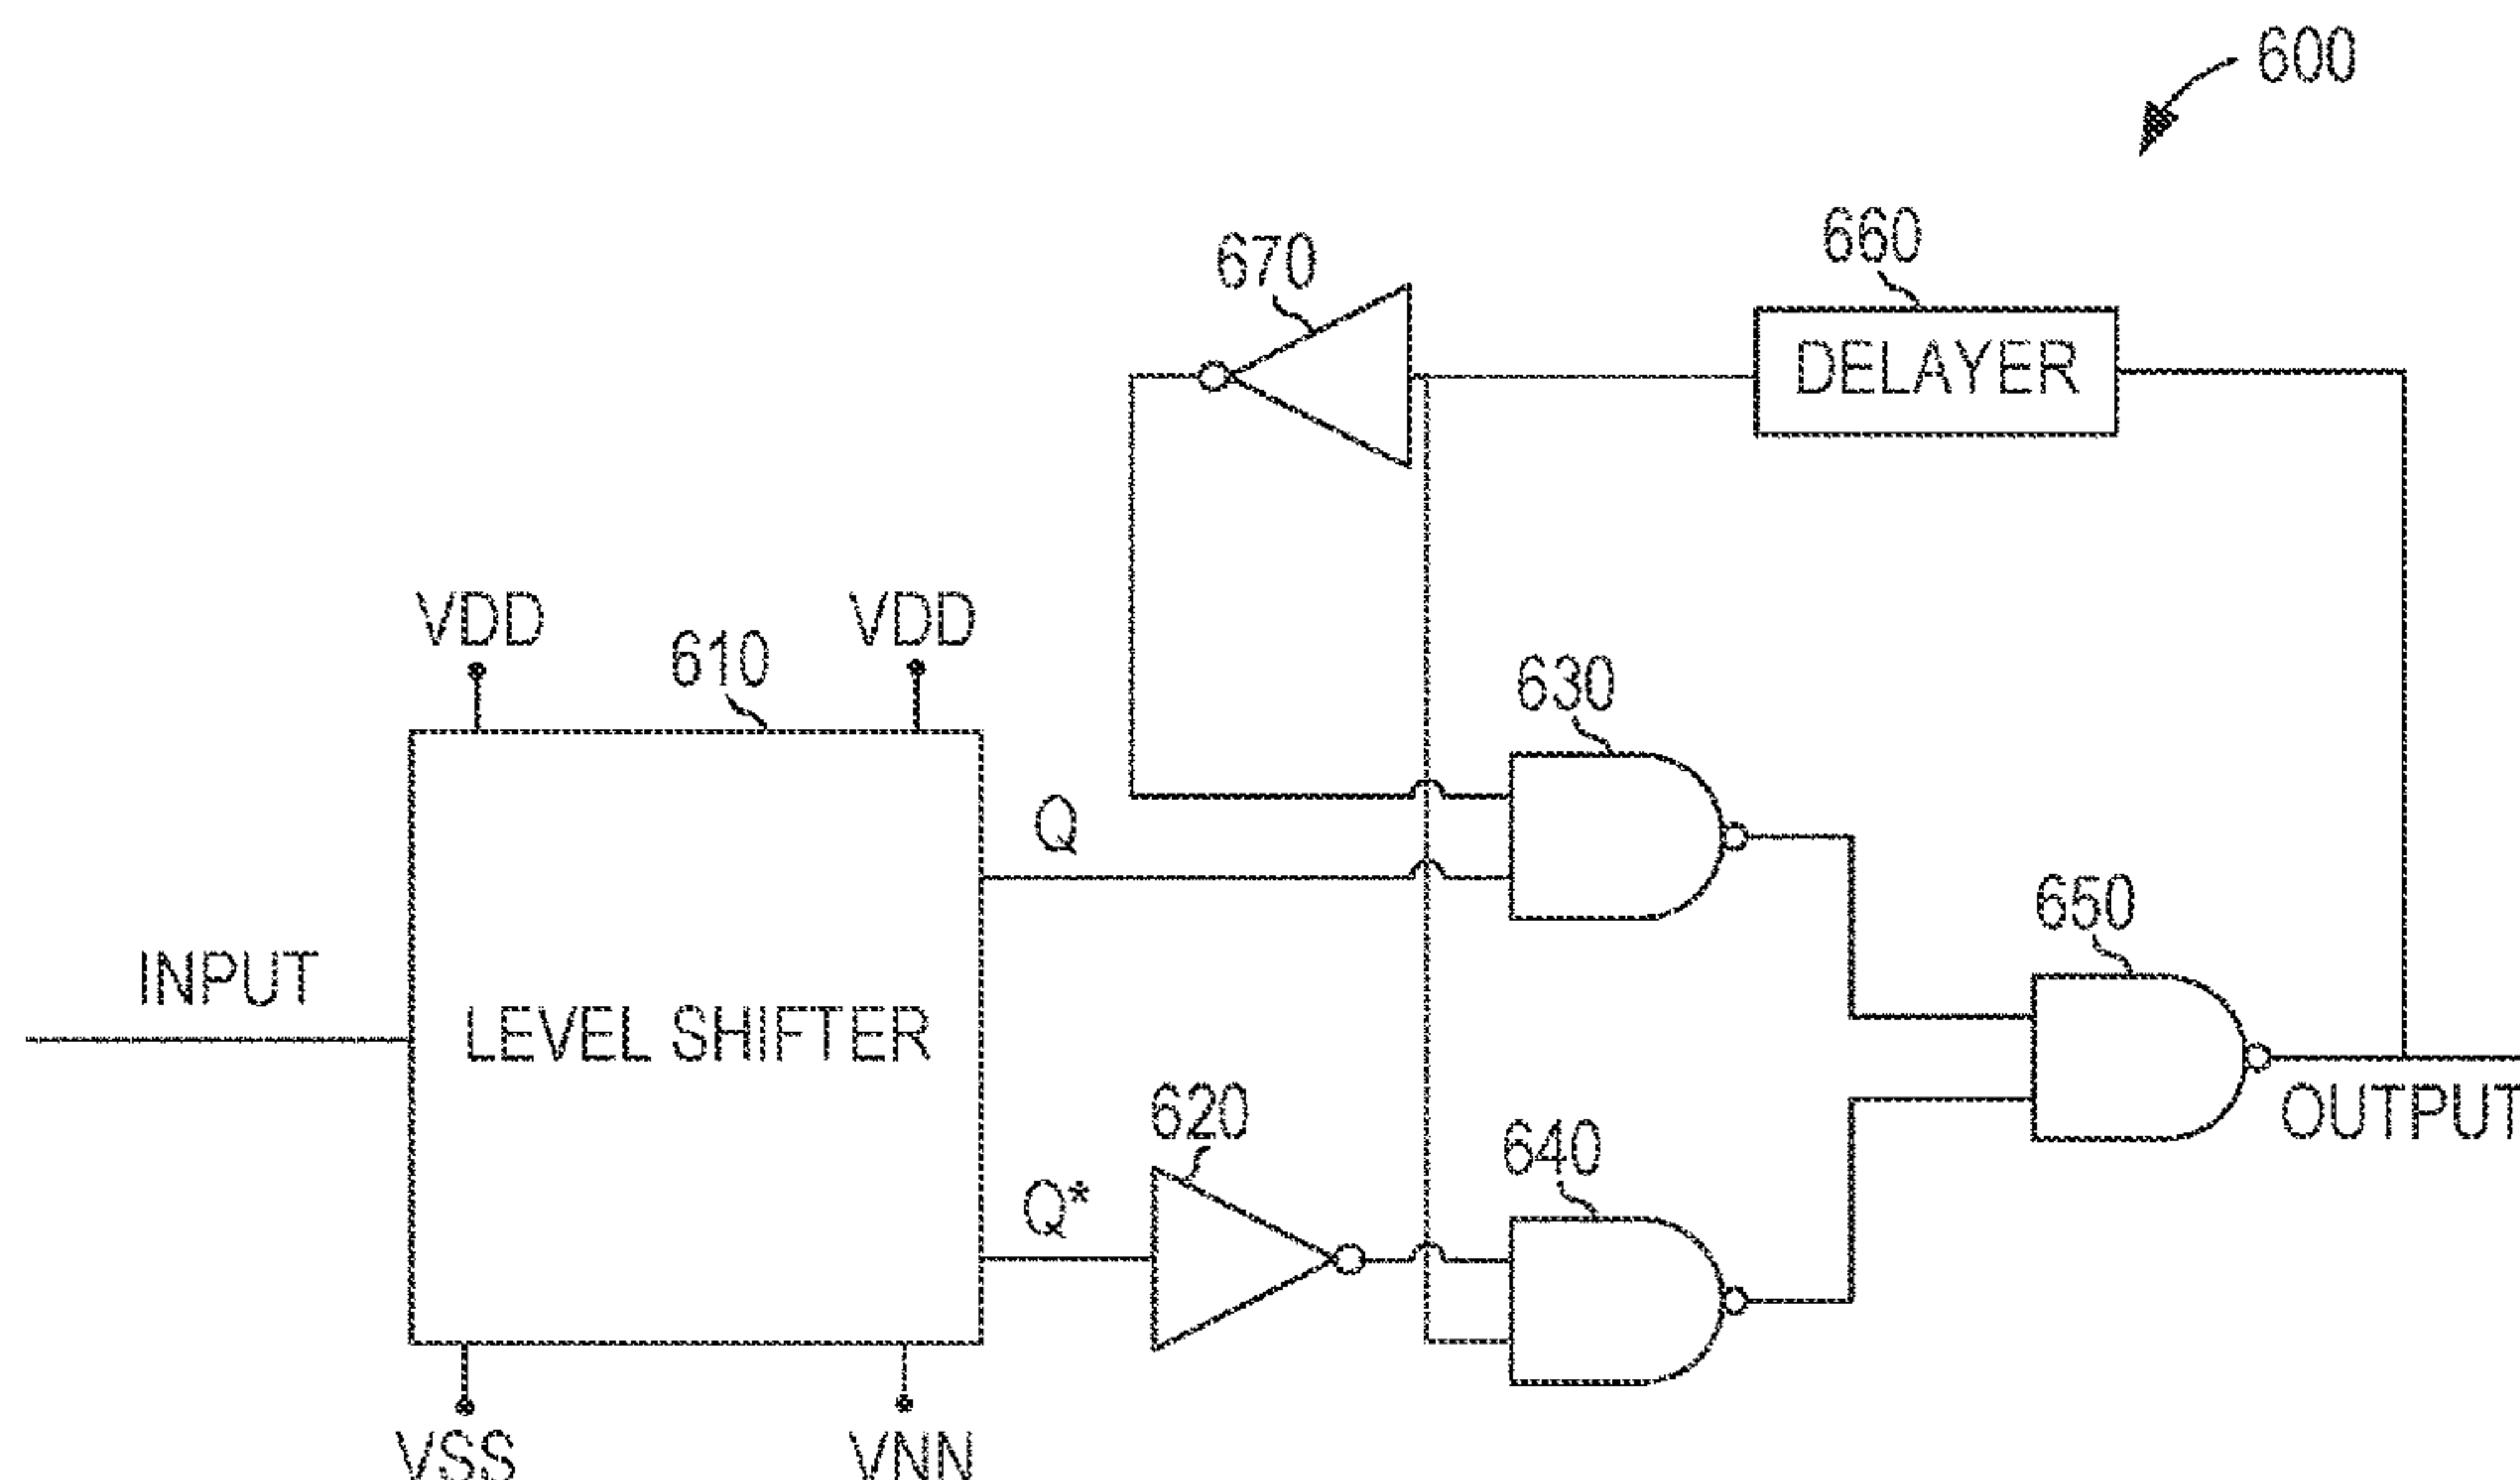 600
660
670
DELAYER
VDD
610
VDD
630
Q
650
INPUT
LEVEL SHIFTER
620
OUTPUT
640
Q*
VSS
VNN